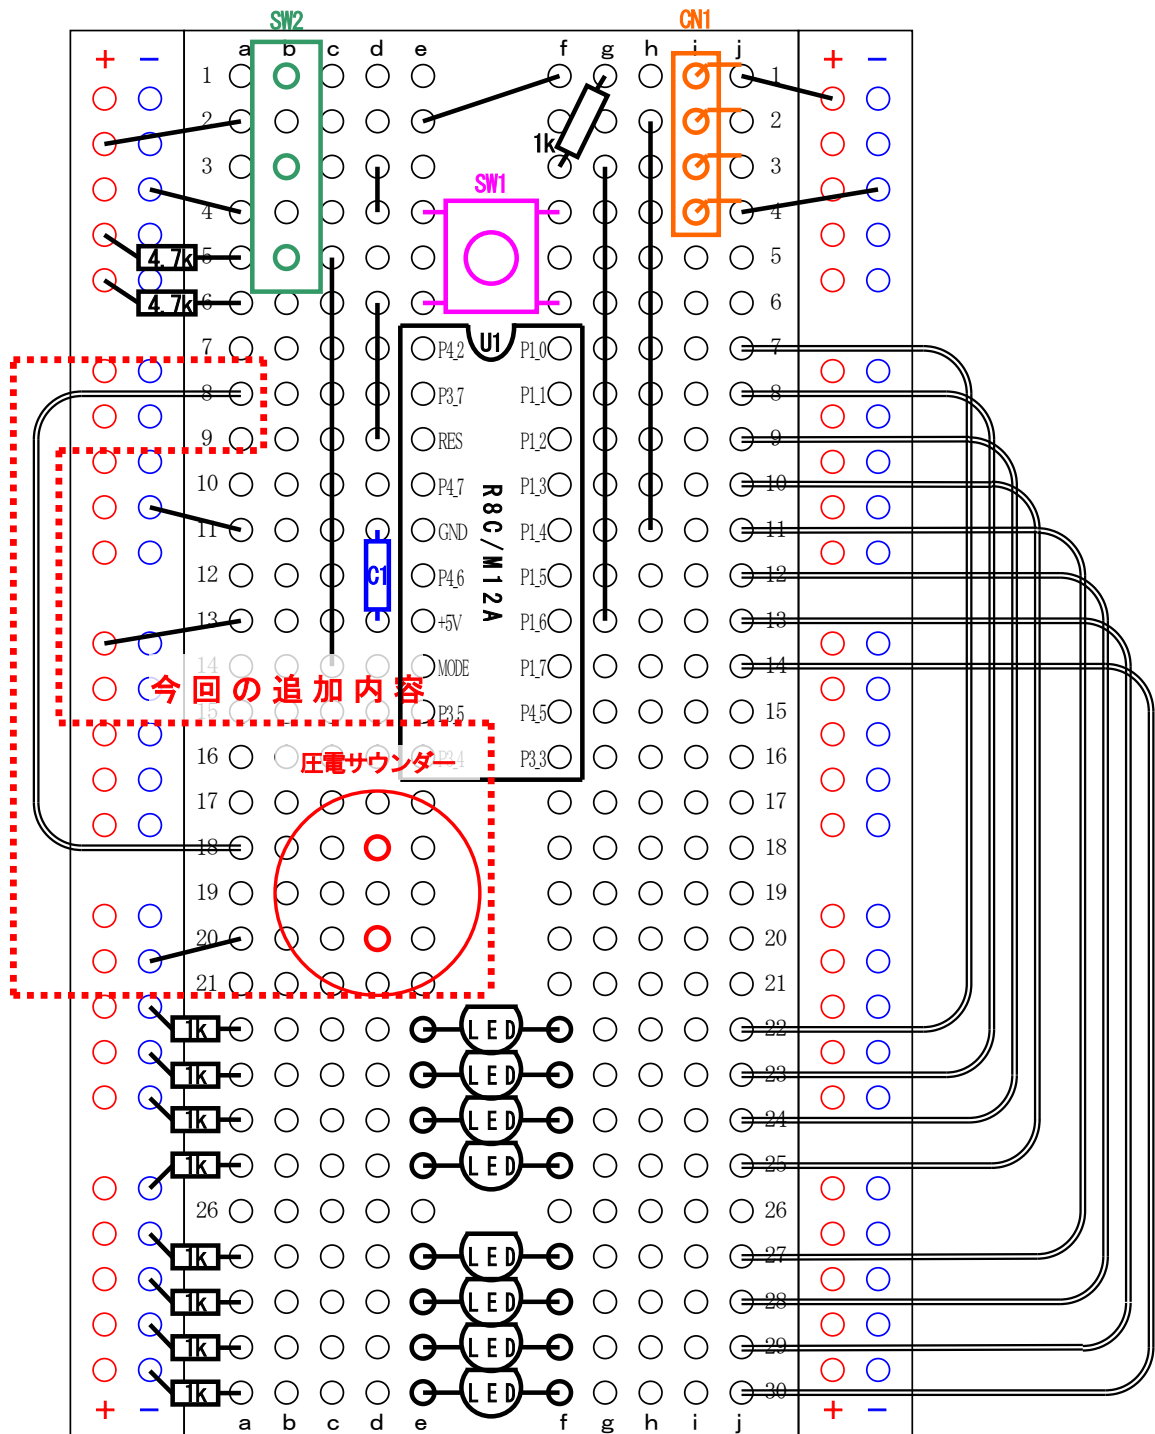 SW2
CN1
+ − a b c d e f g h i j + −
1 1
2 2
1k
3 3
SW1
4 4
4.7k 5 5
4.7k 6 6
U1
7 P4_2 P1_0 7
8 P3_7 P1_1 8
9 RES P1_2 9
10 P4_7 P1_3 10
R8C/M12A
11 GND P1_4 11
12 C1 P4_6 P1_5 12
13 +5V P1_6 13
14 MODE P1_7 14
今回の追加内容
15 P3_5 P4_5 15
16 P3_4 P3_3 16
圧電サウンダー
17 17
18 18
19 19
20 20
21 21
1k LED 22
1k LED 23
1k LED 24
1k LED 25
26 26
1k LED 27
1k LED 28
1k LED 29
1k LED 30
+ − a b c d e f g h i j + −